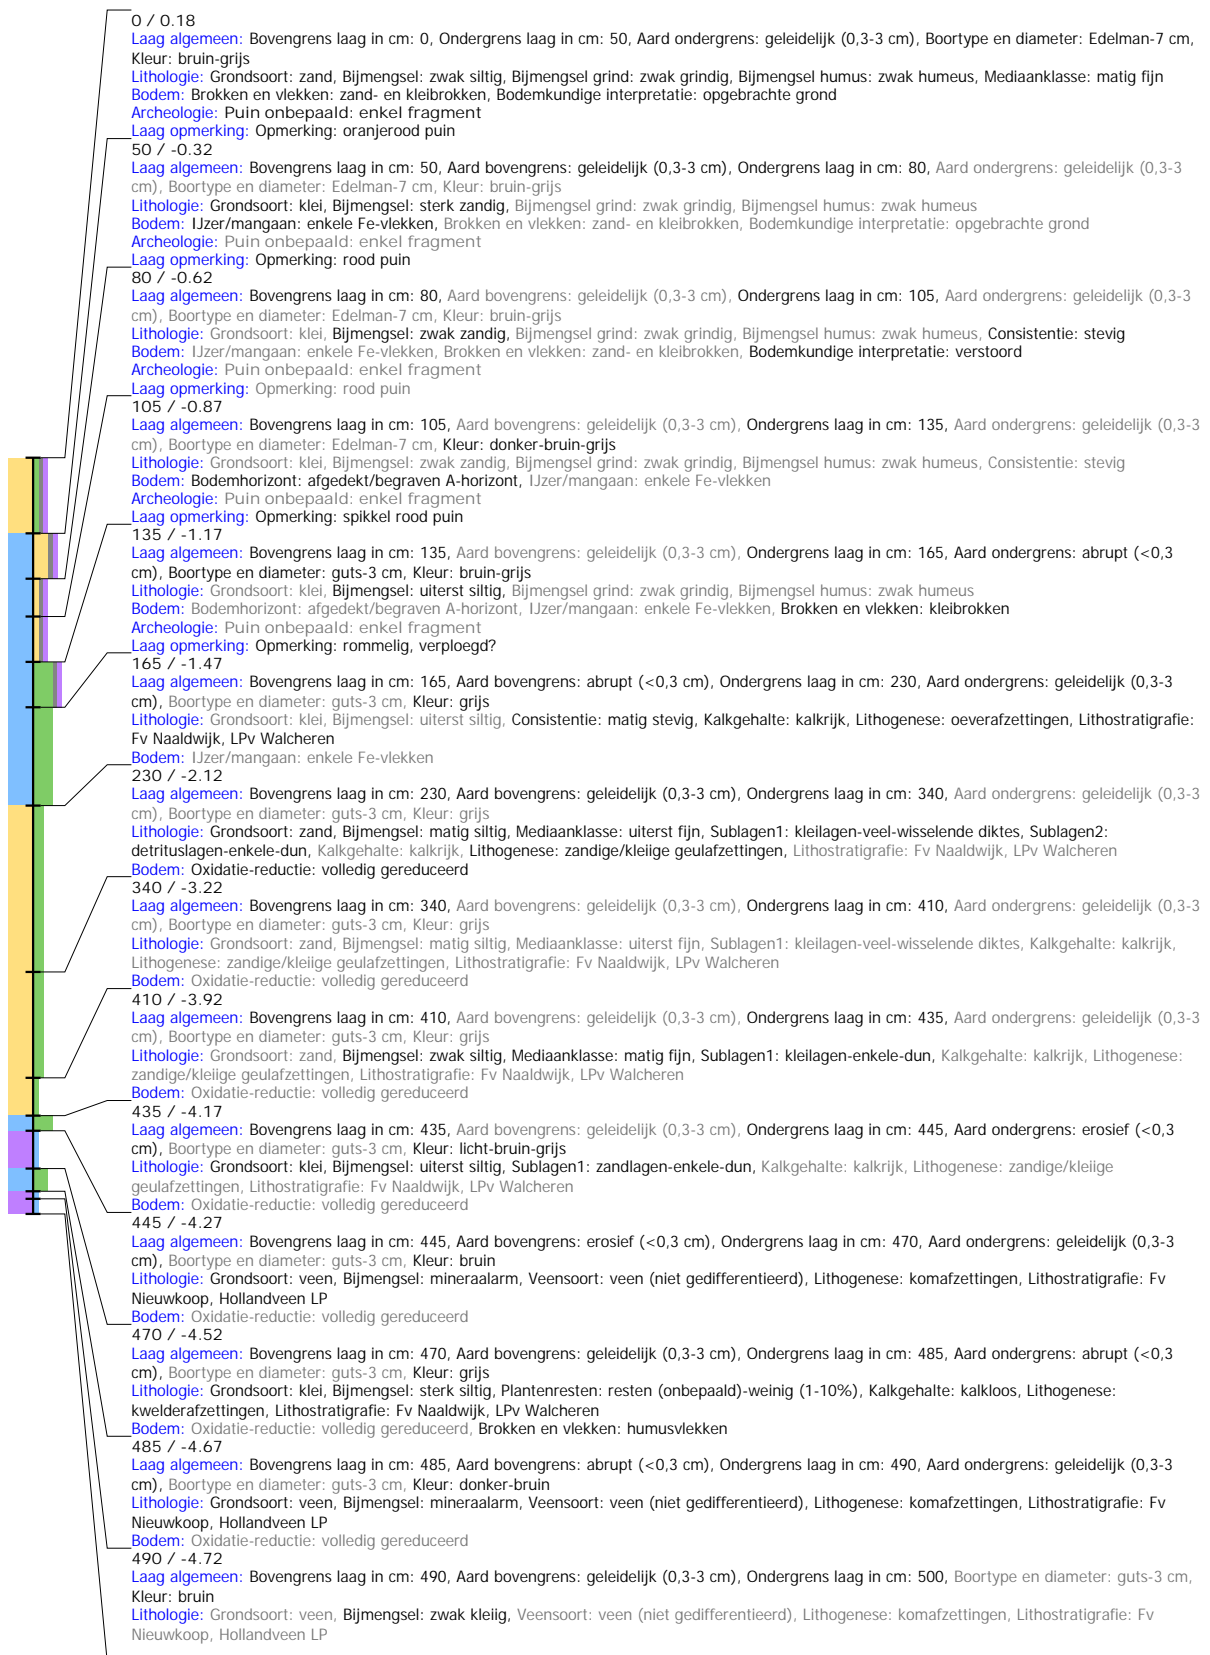 0 / 0.18
Laag algemeen: Bovengrens laag in cm: 0, Ondergrens laag in cm: 50, Aard ondergrens: geleidelijk (0,3-3 cm), Boortype en diameter: Edelman-7 cm,
Kleur: bruin-grijs
Lithologie: Grondsoort: zand, Bijmengsel: zwak siltig, Bijmengsel grind: zwak grindig, Bijmengsel humus: zwak humeus, Mediaanklasse: matig fijn
Bodem: Brokken en vlekken: zand- en kleibrokken, Bodemkundige interpretatie: opgebrachte grond
Archeologie: Puin onbepaald: enkel fragment
Laag opmerking: Opmerking: oranjerood puin
50 / -0.32
Laag algemeen: Bovengrens laag in cm: 50, Aard bovengrens: geleidelijk (0,3-3 cm), Ondergrens laag in cm: 80, Aard ondergrens: geleidelijk (0,3-3
cm), Boortype en diameter: Edelman-7 cm, Kleur: bruin-grijs
Lithologie: Grondsoort: klei, Bijmengsel: sterk zandig, Bijmengsel grind: zwak grindig, Bijmengsel humus: zwak humeus
Bodem: IJzer/mangaan: enkele Fe-vlekken, Brokken en vlekken: zand- en kleibrokken, Bodemkundige interpretatie: opgebrachte grond
Archeologie: Puin onbepaald: enkel fragment
Laag opmerking: Opmerking: rood puin
80 / -0.62
Laag algemeen: Bovengrens laag in cm: 80, Aard bovengrens: geleidelijk (0,3-3 cm), Ondergrens laag in cm: 105, Aard ondergrens: geleidelijk (0,3-3
cm), Boortype en diameter: Edelman-7 cm, Kleur: bruin-grijs
Lithologie: Grondsoort: klei, Bijmengsel: zwak zandig, Bijmengsel grind: zwak grindig, Bijmengsel humus: zwak humeus, Consistentie: stevig
Bodem: IJzer/mangaan: enkele Fe-vlekken, Brokken en vlekken: zand- en kleibrokken, Bodemkundige interpretatie: verstoord
Archeologie: Puin onbepaald: enkel fragment
Laag opmerking: Opmerking: rood puin
105 / -0.87
Laag algemeen: Bovengrens laag in cm: 105, Aard bovengrens: geleidelijk (0,3-3 cm), Ondergrens laag in cm: 135, Aard ondergrens: geleidelijk (0,3-3
cm), Boortype en diameter: Edelman-7 cm, Kleur: donker-bruin-grijs
Lithologie: Grondsoort: klei, Bijmengsel: zwak zandig, Bijmengsel grind: zwak grindig, Bijmengsel humus: zwak humeus, Consistentie: stevig
Bodem: Bodemhorizont: afgedekt/begraven A-horizont, IJzer/mangaan: enkele Fe-vlekken
Archeologie: Puin onbepaald: enkel fragment
Laag opmerking: Opmerking: spikkel rood puin
135 / -1.17
Laag algemeen: Bovengrens laag in cm: 135, Aard bovengrens: geleidelijk (0,3-3 cm), Ondergrens laag in cm: 165, Aard ondergrens: abrupt (<0,3
cm), Boortype en diameter: guts-3 cm, Kleur: bruin-grijs
Lithologie: Grondsoort: klei, Bijmengsel: uiterst siltig, Bijmengsel grind: zwak grindig, Bijmengsel humus: zwak humeus
Bodem: Bodemhorizont: afgedekt/begraven A-horizont, IJzer/mangaan: enkele Fe-vlekken, Brokken en vlekken: kleibrokken
Archeologie: Puin onbepaald: enkel fragment
Laag opmerking: Opmerking: rommelig, verploegd?
165 / -1.47
Laag algemeen: Bovengrens laag in cm: 165, Aard bovengrens: abrupt (<0,3 cm), Ondergrens laag in cm: 230, Aard ondergrens: geleidelijk (0,3-3
cm), Boortype en diameter: guts-3 cm, Kleur: grijs
Lithologie: Grondsoort: klei, Bijmengsel: uiterst siltig, Consistentie: matig stevig, Kalkgehalte: kalkrijk, Lithogenese: oeverafzettingen, Lithostratigrafie:
Fv Naaldwijk, LPv Walcheren
Bodem: IJzer/mangaan: enkele Fe-vlekken
230 / -2.12
Laag algemeen: Bovengrens laag in cm: 230, Aard bovengrens: geleidelijk (0,3-3 cm), Ondergrens laag in cm: 340, Aard ondergrens: geleidelijk (0,3-3
cm), Boortype en diameter: guts-3 cm, Kleur: grijs
Lithologie: Grondsoort: zand, Bijmengsel: matig siltig, Mediaanklasse: uiterst fijn, Sublagen1: kleilagen-veel-wisselende diktes, Sublagen2:
detrituslagen-enkele-dun, Kalkgehalte: kalkrijk, Lithogenese: zandige/kleiige geulafzettingen, Lithostratigrafie: Fv Naaldwijk, LPv Walcheren
Bodem: Oxidatie-reductie: volledig gereduceerd
340 / -3.22
Laag algemeen: Bovengrens laag in cm: 340, Aard bovengrens: geleidelijk (0,3-3 cm), Ondergrens laag in cm: 410, Aard ondergrens: geleidelijk (0,3-3
cm), Boortype en diameter: guts-3 cm, Kleur: grijs
Lithologie: Grondsoort: zand, Bijmengsel: matig siltig, Mediaanklasse: uiterst fijn, Sublagen1: kleilagen-veel-wisselende diktes, Kalkgehalte: kalkrijk,
Lithogenese: zandige/kleiige geulafzettingen, Lithostratigrafie: Fv Naaldwijk, LPv Walcheren
Bodem: Oxidatie-reductie: volledig gereduceerd
410 / -3.92
Laag algemeen: Bovengrens laag in cm: 410, Aard bovengrens: geleidelijk (0,3-3 cm), Ondergrens laag in cm: 435, Aard ondergrens: geleidelijk (0,3-3
cm), Boortype en diameter: guts-3 cm, Kleur: grijs
Lithologie: Grondsoort: zand, Bijmengsel: zwak siltig, Mediaanklasse: matig fijn, Sublagen1: kleilagen-enkele-dun, Kalkgehalte: kalkrijk, Lithogenese:
zandige/kleiige geulafzettingen, Lithostratigrafie: Fv Naaldwijk, LPv Walcheren
Bodem: Oxidatie-reductie: volledig gereduceerd
435 / -4.17
Laag algemeen: Bovengrens laag in cm: 435, Aard bovengrens: geleidelijk (0,3-3 cm), Ondergrens laag in cm: 445, Aard ondergrens: erosief (<0,3
cm), Boortype en diameter: guts-3 cm, Kleur: licht-bruin-grijs
Lithologie: Grondsoort: klei, Bijmengsel: uiterst siltig, Sublagen1: zandlagen-enkele-dun, Kalkgehalte: kalkrijk, Lithogenese: zandige/kleiige
geulafzettingen, Lithostratigrafie: Fv Naaldwijk, LPv Walcheren
Bodem: Oxidatie-reductie: volledig gereduceerd
445 / -4.27
Laag algemeen: Bovengrens laag in cm: 445, Aard bovengrens: erosief (<0,3 cm), Ondergrens laag in cm: 470, Aard ondergrens: geleidelijk (0,3-3
cm), Boortype en diameter: guts-3 cm, Kleur: bruin
Lithologie: Grondsoort: veen, Bijmengsel: mineraalarm, Veensoort: veen (niet gedifferentieerd), Lithogenese: komafzettingen, Lithostratigrafie: Fv
Nieuwkoop, Hollandveen LP
Bodem: Oxidatie-reductie: volledig gereduceerd
470 / -4.52
Laag algemeen: Bovengrens laag in cm: 470, Aard bovengrens: geleidelijk (0,3-3 cm), Ondergrens laag in cm: 485, Aard ondergrens: abrupt (<0,3
cm), Boortype en diameter: guts-3 cm, Kleur: grijs
Lithologie: Grondsoort: klei, Bijmengsel: sterk siltig, Plantenresten: resten (onbepaald)-weinig (1-10%), Kalkgehalte: kalkloos, Lithogenese:
kwelderafzettingen, Lithostratigrafie: Fv Naaldwijk, LPv Walcheren
Bodem: Oxidatie-reductie: volledig gereduceerd, Brokken en vlekken: humusvlekken
485 / -4.67
Laag algemeen: Bovengrens laag in cm: 485, Aard bovengrens: abrupt (<0,3 cm), Ondergrens laag in cm: 490, Aard ondergrens: geleidelijk (0,3-3
cm), Boortype en diameter: guts-3 cm, Kleur: donker-bruin
Lithologie: Grondsoort: veen, Bijmengsel: mineraalarm, Veensoort: veen (niet gedifferentieerd), Lithogenese: komafzettingen, Lithostratigrafie: Fv
Nieuwkoop, Hollandveen LP
Bodem: Oxidatie-reductie: volledig gereduceerd
490 / -4.72
Laag algemeen: Bovengrens laag in cm: 490, Aard bovengrens: geleidelijk (0,3-3 cm), Ondergrens laag in cm: 500, Boortype en diameter: guts-3 cm,
Kleur: bruin
Lithologie: Grondsoort: veen, Bijmengsel: zwak kleiig, Veensoort: veen (niet gedifferentieerd), Lithogenese: komafzettingen, Lithostratigrafie: Fv
Nieuwkoop, Hollandveen LP